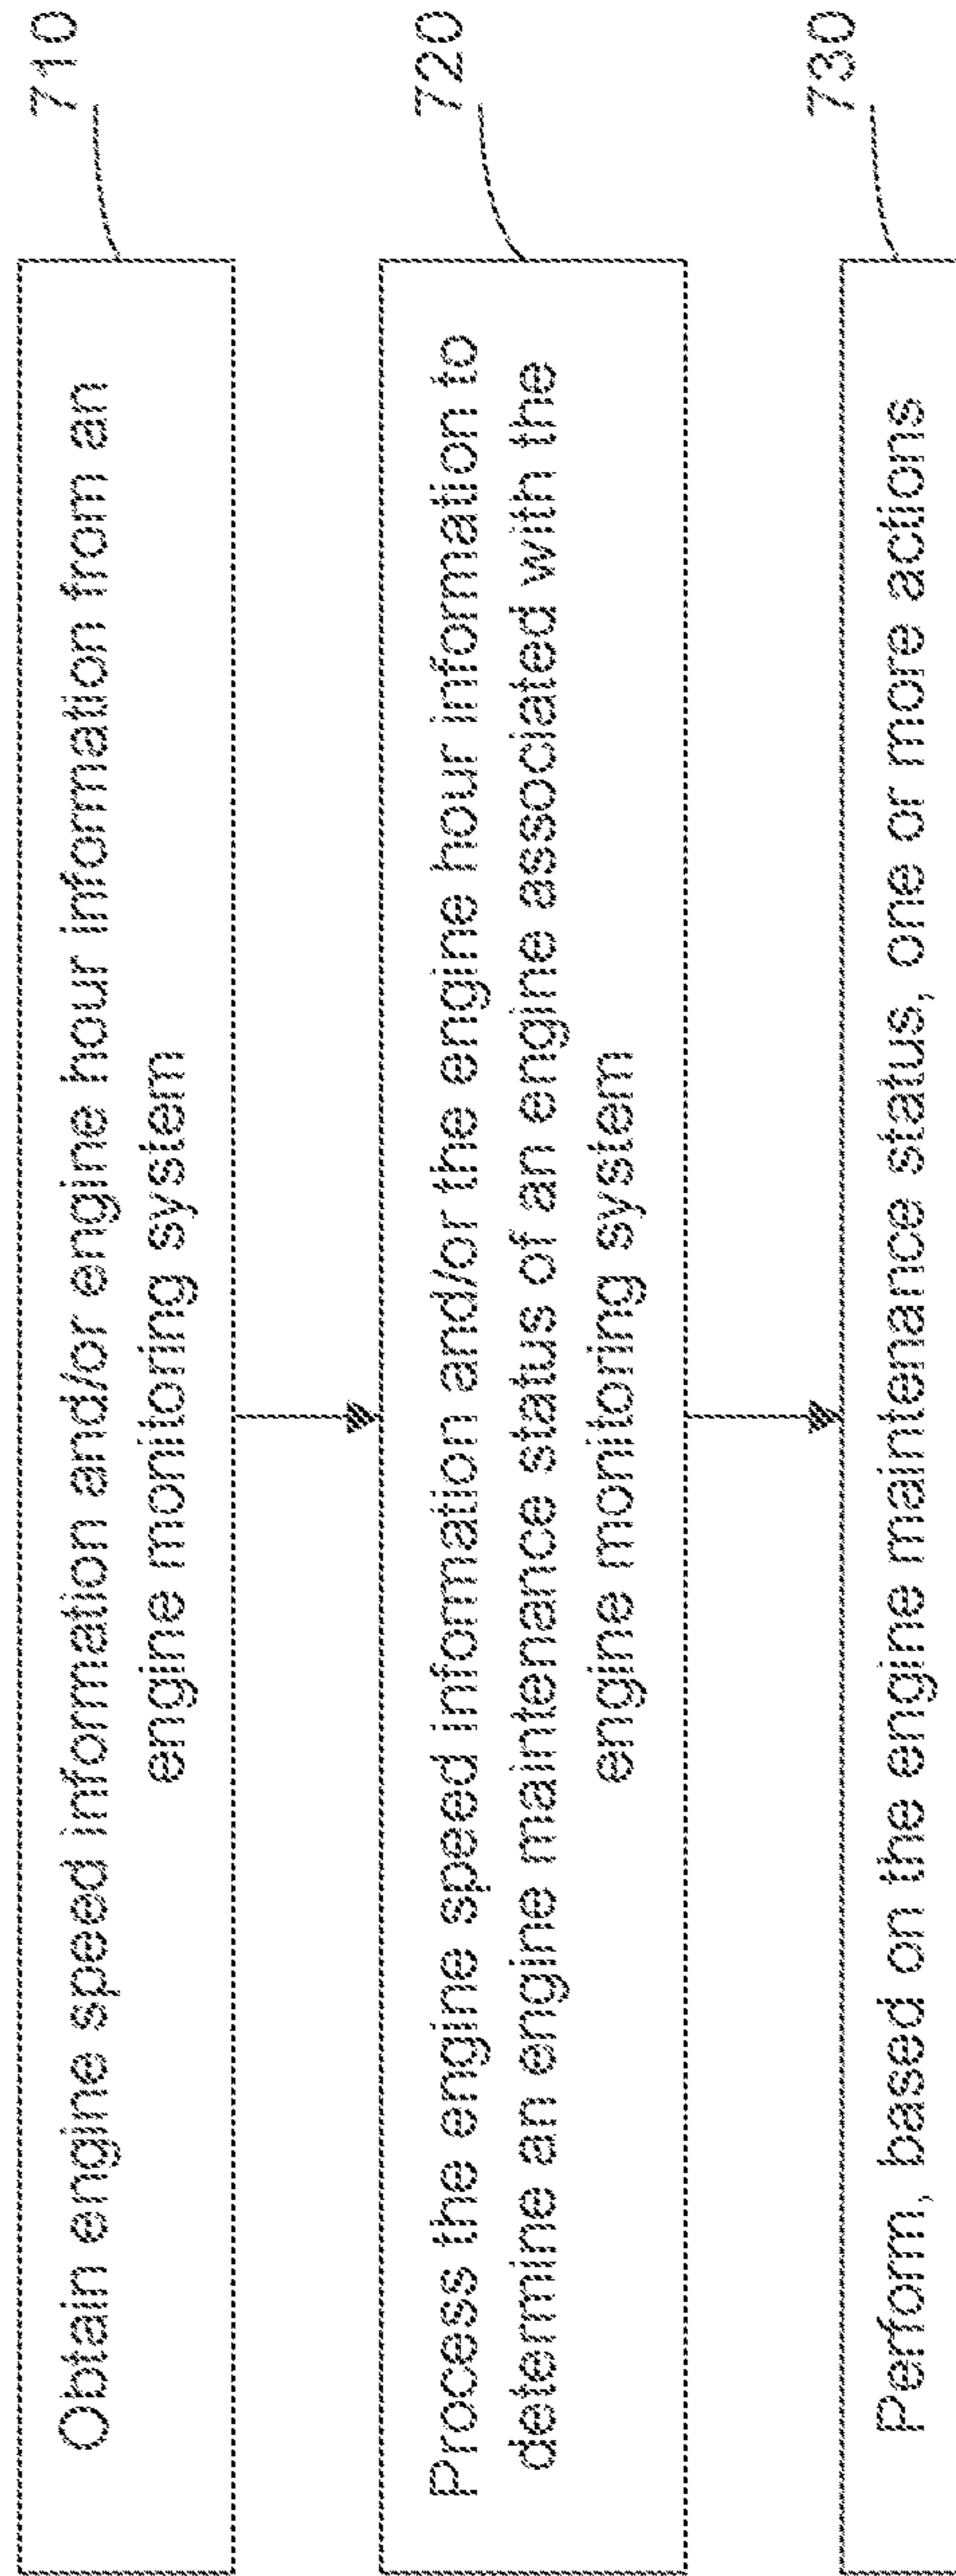 710
Obtain engine speed information and/or engine hour information from an
engine monitoring system
720
Process the engine speed information and/or the engine hour information to
determine an engine maintenance status of an engine associated with the
engine monitoring system
730
Perform, based on the engine maintenance status, one or more actions